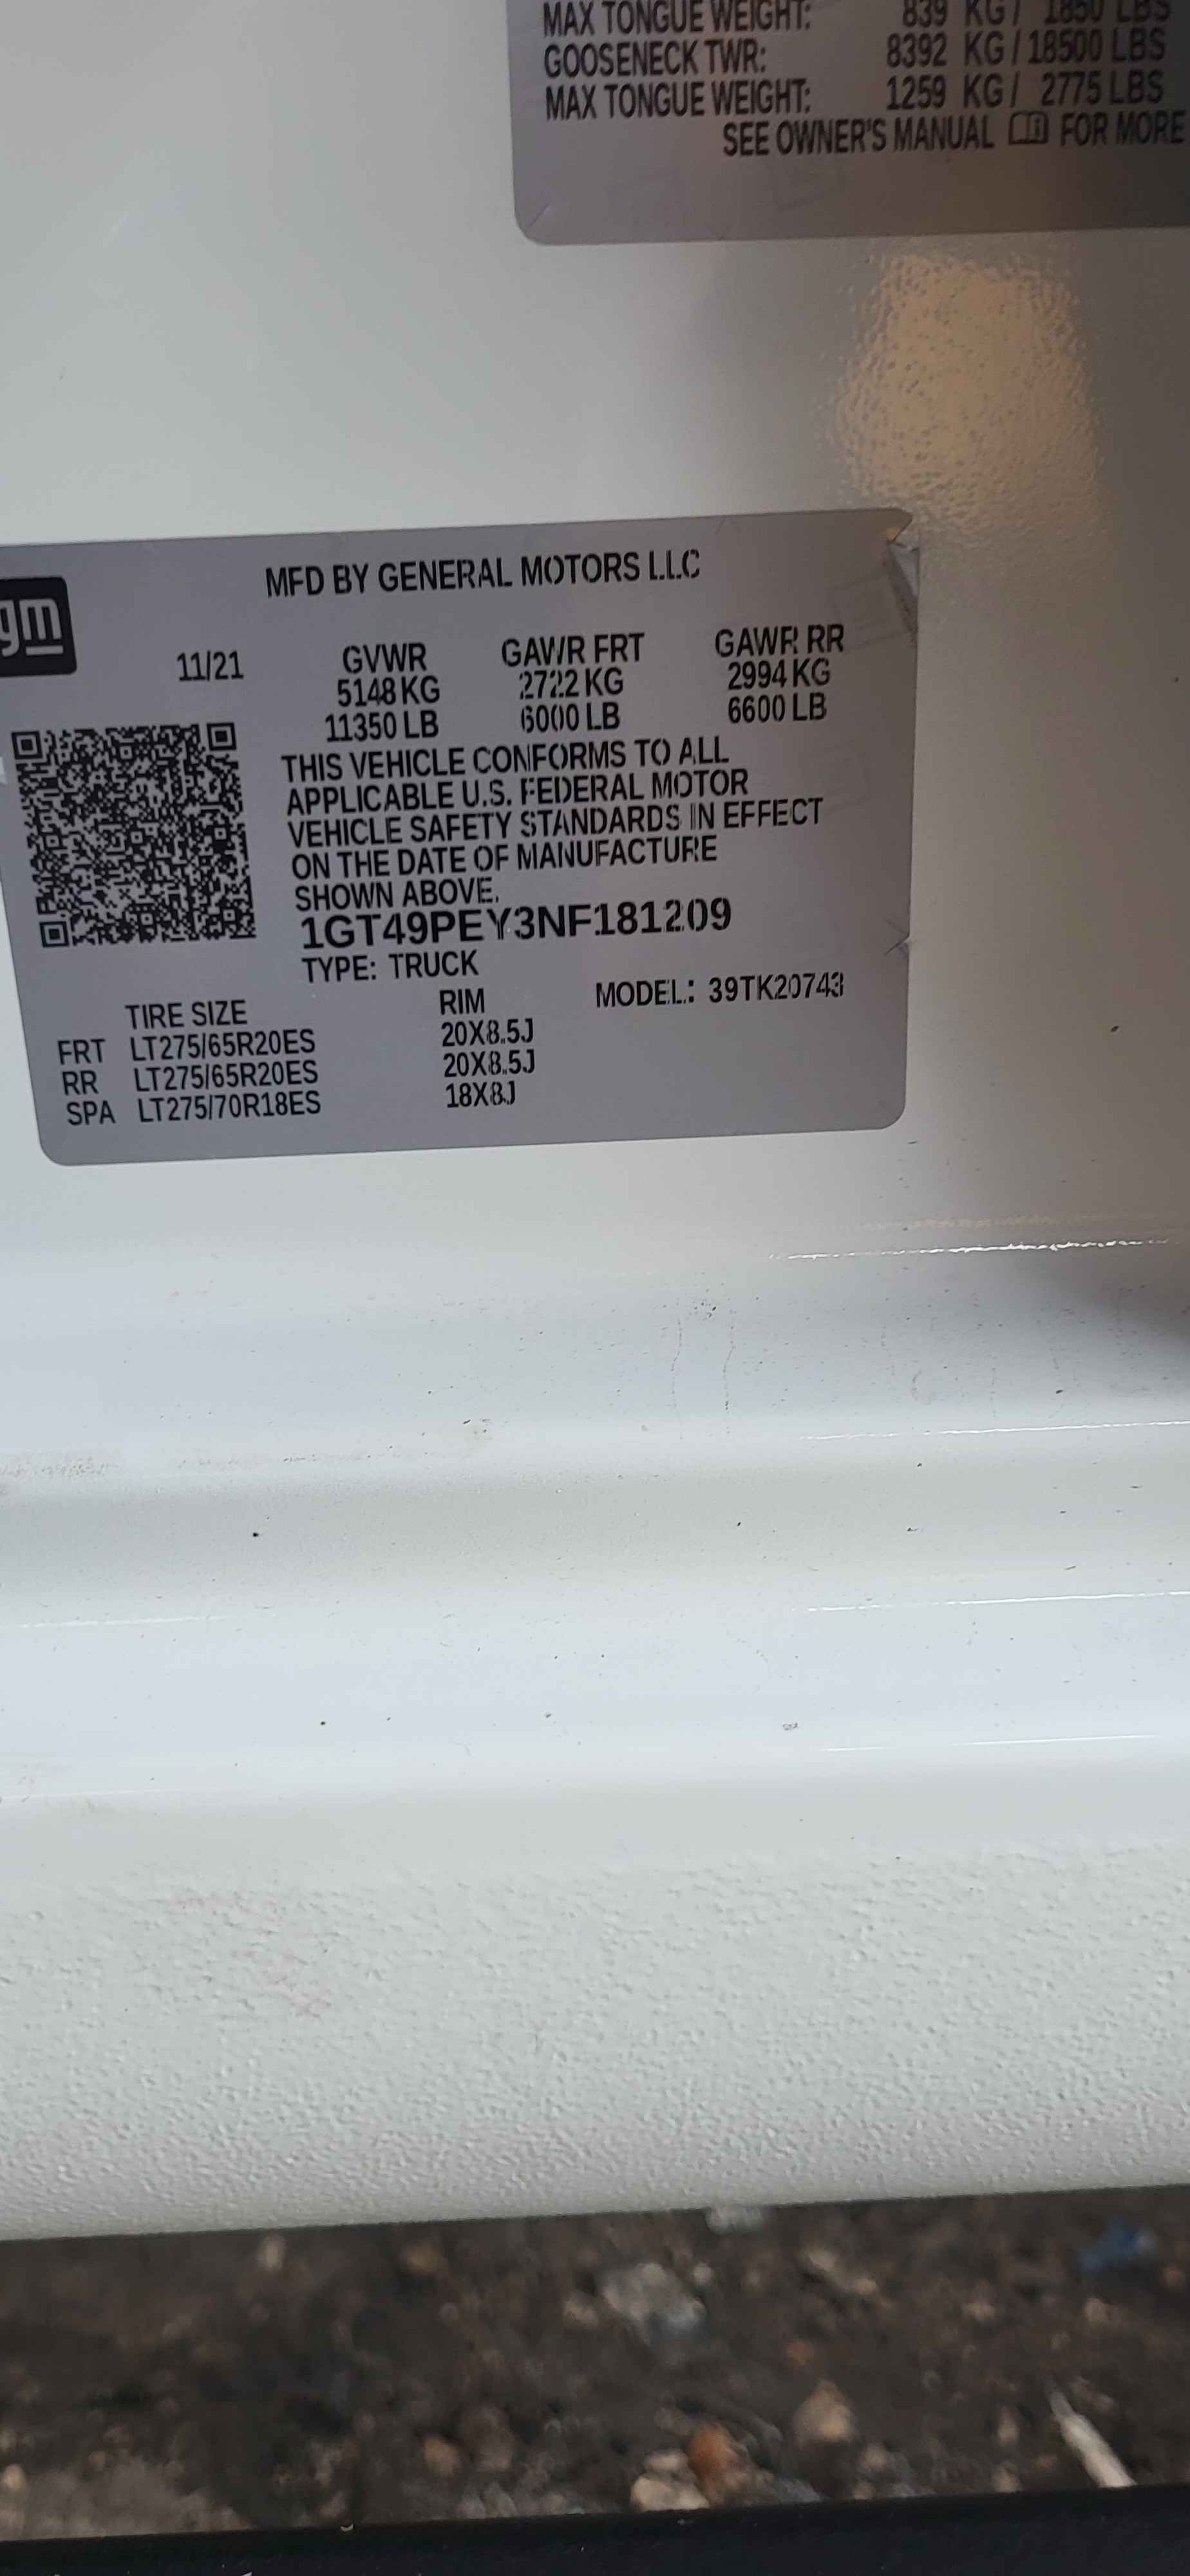 MAX TONGUE WEIGHT: 839 KG / 1850 LBS
GOOSENECK TWR: 8392 KG / 18500 LBS
MAX TONGUE WEIGHT: 1259 KG / 2775 LBS
SEE OWNER'S MANUAL FOR MORE
gm
MFD BY GENERAL MOTORS LLC
11/21 GVWR GAWR FRT GAWR RR
5148 KG 2722 KG 2994 KG
11350 LB 6000 LB 6600 LB
THIS VEHICLE CONFORMS TO ALL
APPLICABLE U.S. FEDERAL MOTOR
VEHICLE SAFETY STANDARDS IN EFFECT
ON THE DATE OF MANUFACTURE
SHOWN ABOVE.
1GT49PEY3NF181209
TYPE: TRUCK
TIRE SIZE RIM MODEL: 39TK20743
FRT LT275/65R20ES 20X8.5J
RR LT275/65R20ES 20X8.5J
SPA LT275/70R18ES 18X8J